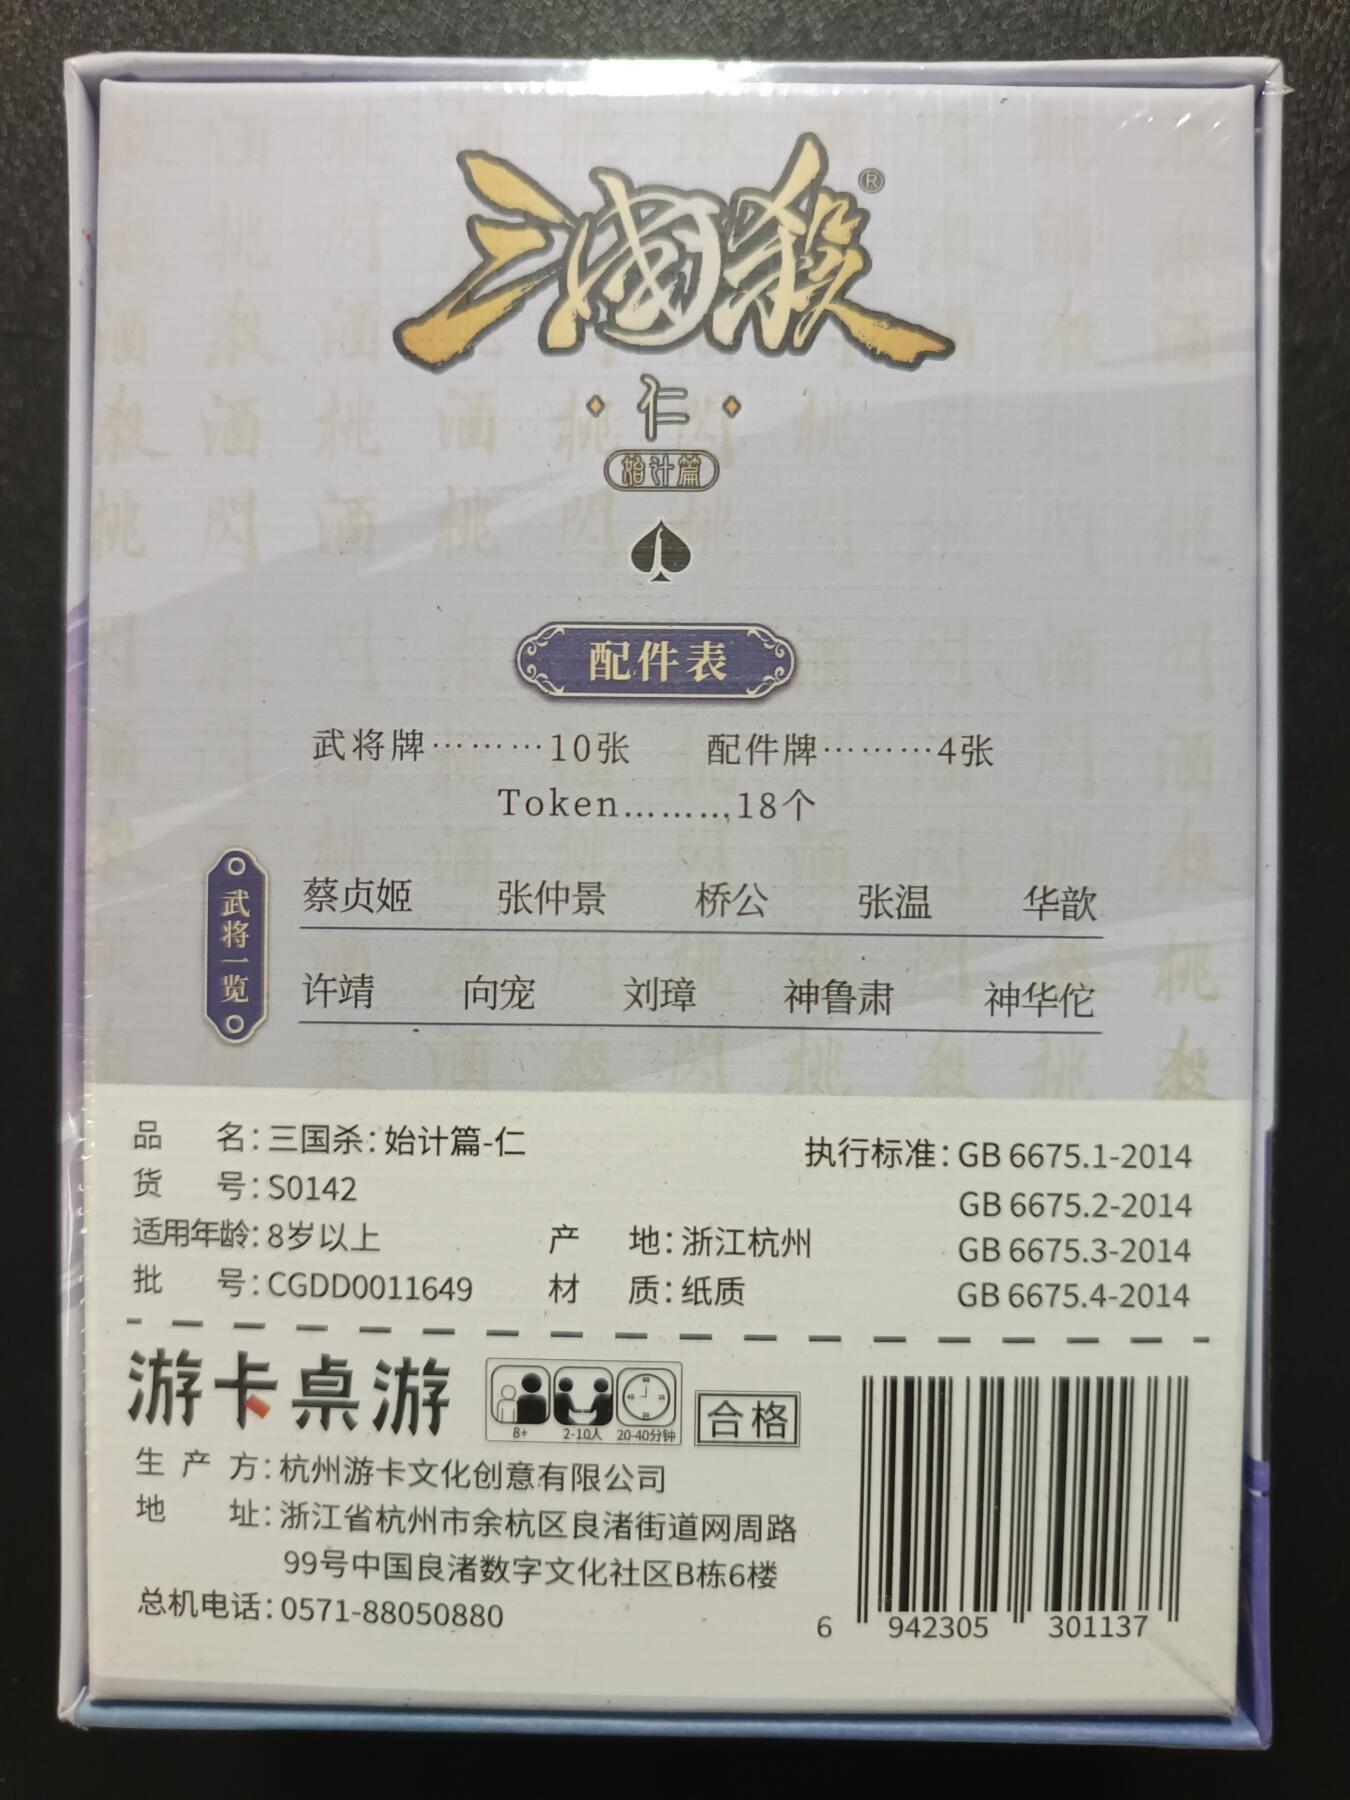 三國殺®
仁
始计篇
配件表
武将牌………10张 配件牌………4张
Token………18个
武将一览
蔡贞姬 张仲景 桥公 张温 华歆
许靖 向宠 刘璋 神鲁肃 神华佗
品 名：三国杀：始计篇-仁
货 号：S0142
适用年龄：8岁以上
批 号：CGDD0011649
产 地：浙江杭州
材 质：纸质
执行标准：GB 6675.1-2014
GB 6675.2-2014
GB 6675.3-2014
GB 6675.4-2014
游卡桌游
8+ 2-10人 20-40分钟
合格
生产方：杭州游卡文化创意有限公司
地 址：浙江省杭州市余杭区良渚街道网周路
99号中国良渚数字文化社区B栋6楼
总机电话：0571-88050880
6 942305 301137